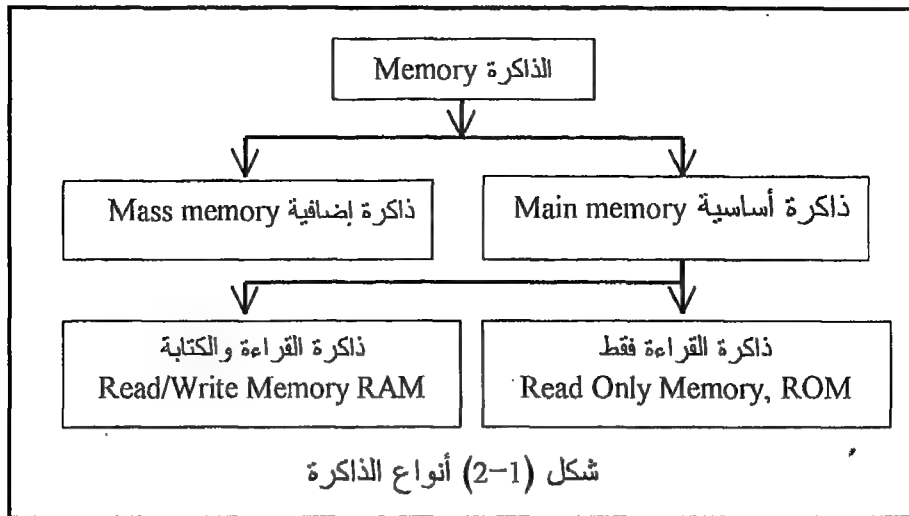 الذاكرة Memory
ذاكرة أساسية Main memory
ذاكرة إضافية Mass memory
ذاكرة القراءة فقط
Read Only Memory, ROM
ذاكرة القراءة والكتابة
Read/Write Memory RAM
شكل (1-2) أنواع الذاكرة